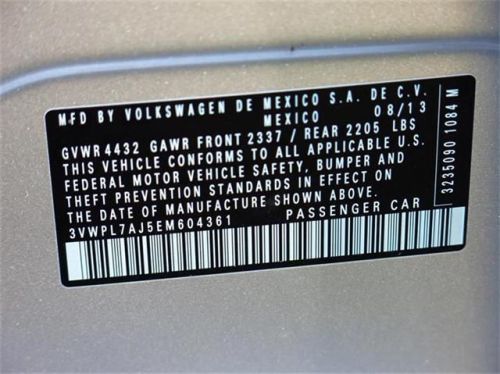 MFD BY VOLKSWAGEN DE MEXICO S.A. DE C.V.
MEXICO 08/13
GVWR 4432 GAWR FRONT 2337 / REAR 2205 LBS
THIS VEHICLE CONFORMS TO ALL APPLICABLE U.S.
FEDERAL MOTOR VEHICLE SAFETY, BUMPER AND
THEFT PREVENTION STANDARDS IN EFFECT ON
THE DATE OF MANUFACTURE SHOWN ABOVE.
3VWPL7AJ5EM604361 PASSENGER CAR
3235090 1084 M